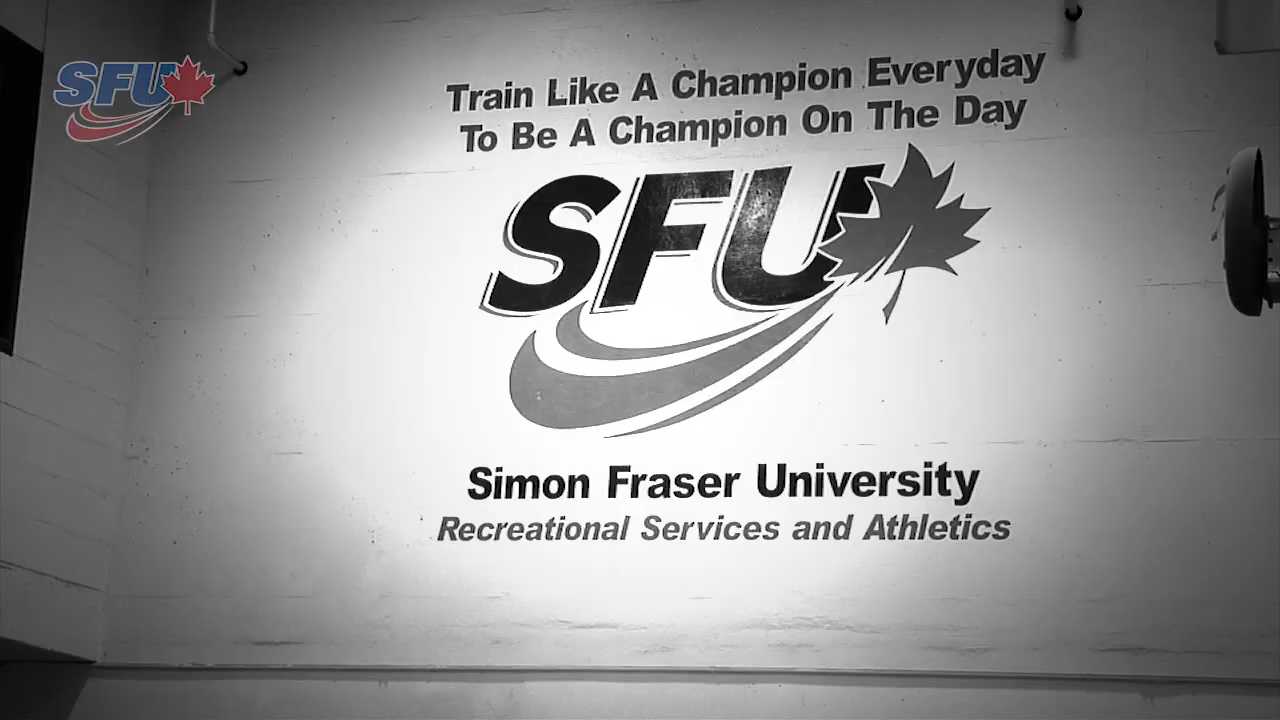 SFU
Train Like A Champion Everyday
To Be A Champion On The Day
SFU
Simon Fraser University
Recreational Services and Athletics